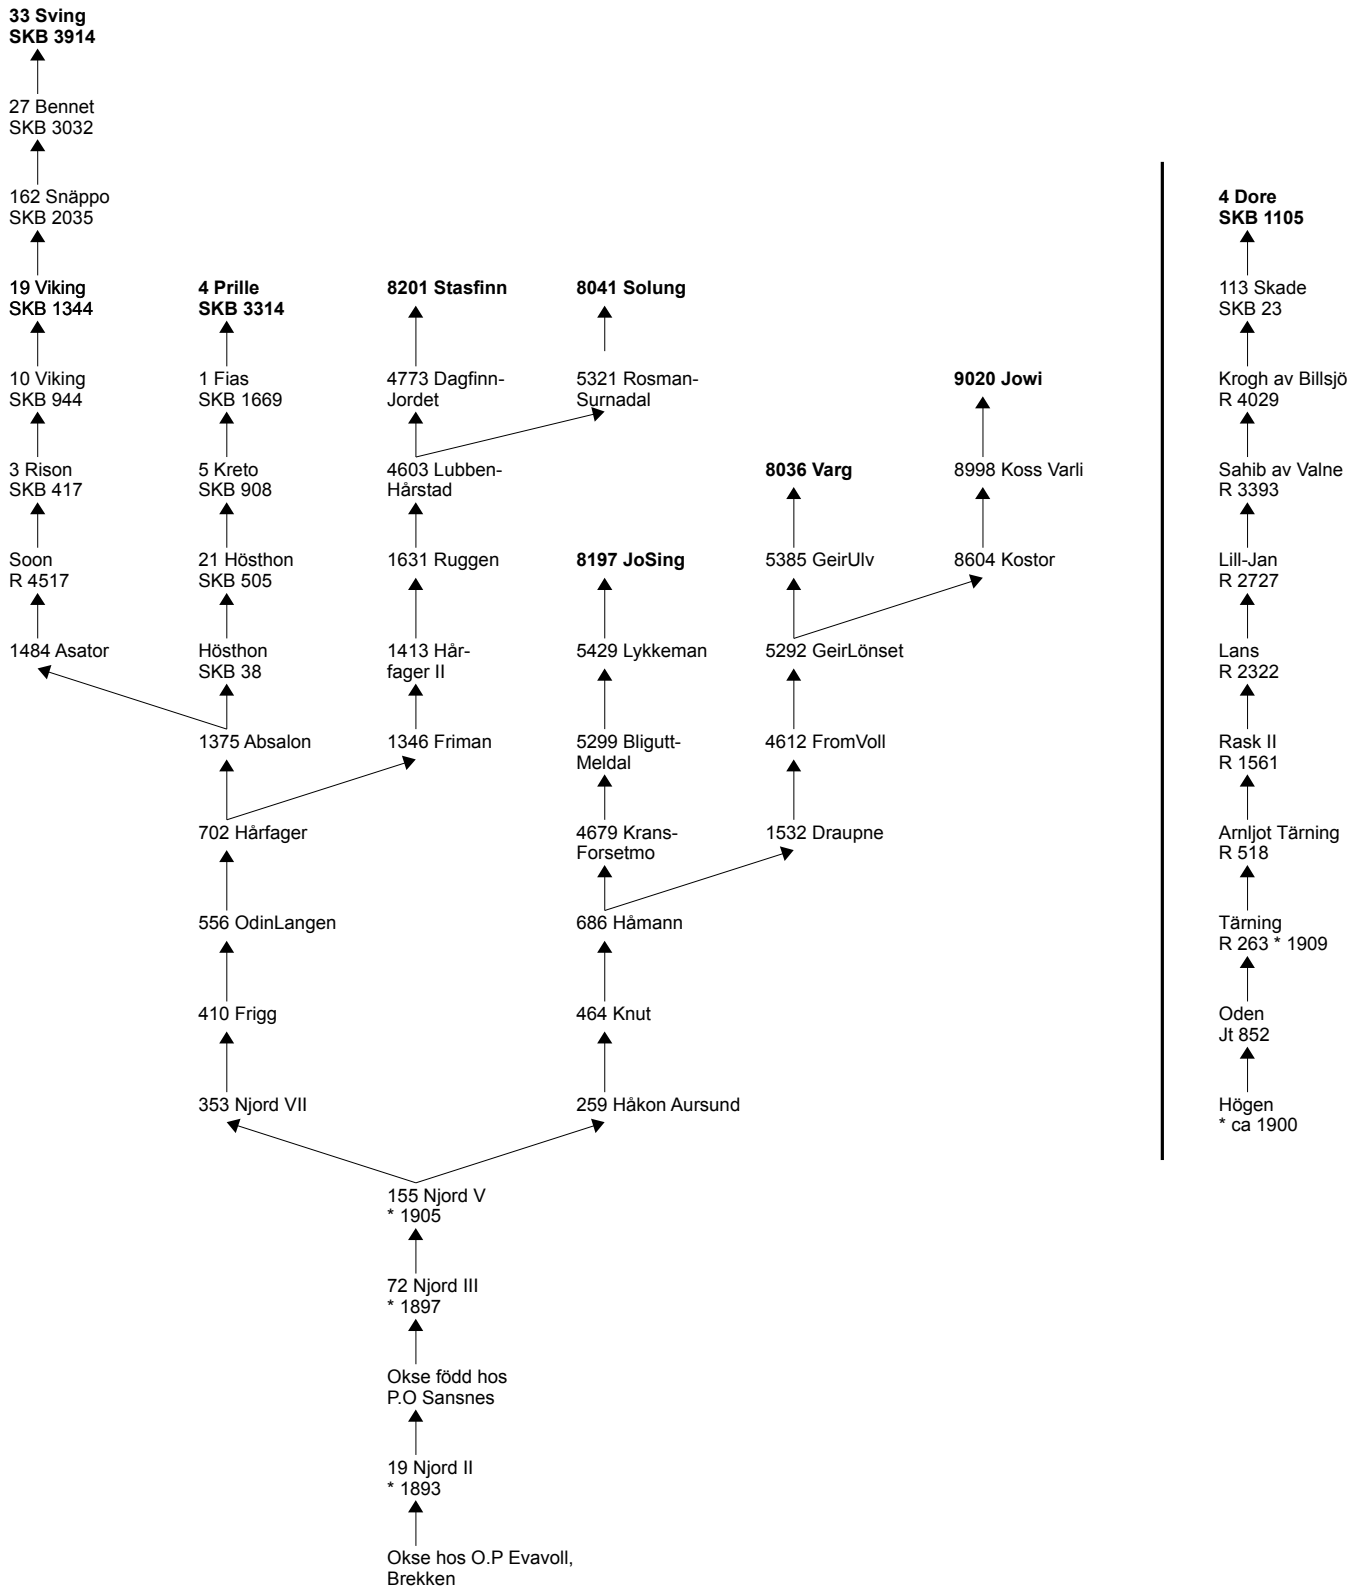 33 Sving
SKB 3914
27 Bennet
SKB 3032
162 Snäppo
SKB 2035
4 Dore
SKB 1105
19 Viking
SKB 1344
4 Prille
SKB 3314
8201 Stasfinn
8041 Solung
113 Skade
SKB 23
10 Viking
SKB 944
1 Fias
SKB 1669
4773 Dagfinn-
Jordet
5321 Rosman-
Surnadal
9020 Jowi
Krogh av Billsjö
R 4029
3 Rison
SKB 417
5 Kreto
SKB 908
4603 Lubben-
Hårstad
8036 Varg
8998 Koss Varli
Sahib av Valne
R 3393
Soon
R 4517
21 Hösthon
SKB 505
1631 Ruggen
8197 JoSing
5385 GeirUlv
8604 Kostor
Lill-Jan
R 2727
1484 Asator
Hösthon
SKB 38
1413 Hår-
fager II
5429 Lykkeman
5292 GeirLönset
Lans
R 2322
1375 Absalon
1346 Friman
5299 Bligutt-
Meldal
4612 FromVoll
Rask II
R 1561
702 Hårfager
4679 Krans-
Forsetmo
1532 Draupne
Arnljot Tärning
R 518
556 OdinLangen
686 Håmann
Tärning
R 263 * 1909
410 Frigg
464 Knut
Oden
Jt 852
353 Njord VII
259 Håkon Aursund
Högen
* ca 1900
155 Njord V
* 1905
72 Njord III
* 1897
Okse född hos
P.O Sansnes
19 Njord II
* 1893
Okse hos O.P Evavoll,
Brekken